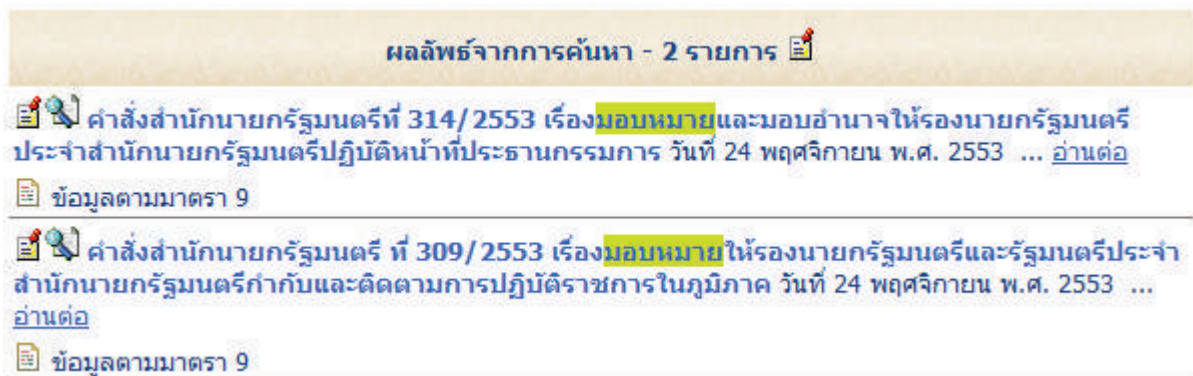 ผลลัพธ์จากการค้นหา - 2 รายการ
คำสั่งสำนักนายกรัฐมนตรีที่ 314/2553 เรื่องมอบหมายและมอบอำนาจให้รองนายกรัฐมนตรี
ประจำสำนักนายกรัฐมนตรีปฏิบัติหน้าที่ประธานกรรมการ วันที่ 24 พฤศจิกายน พ.ศ. 2553 ... อ่านต่อ
ข้อมูลตามมาตรา 9
คำสั่งสำนักนายกรัฐมนตรี ที่ 309/2553 เรื่องมอบหมายให้รองนายกรัฐมนตรีและรัฐมนตรีประจำ
สำนักนายกรัฐมนตรีกำกับและติดตามการปฏิบัติราชการในภูมิภาค วันที่ 24 พฤศจิกายน พ.ศ. 2553 ...
อ่านต่อ
ข้อมูลตามมาตรา 9